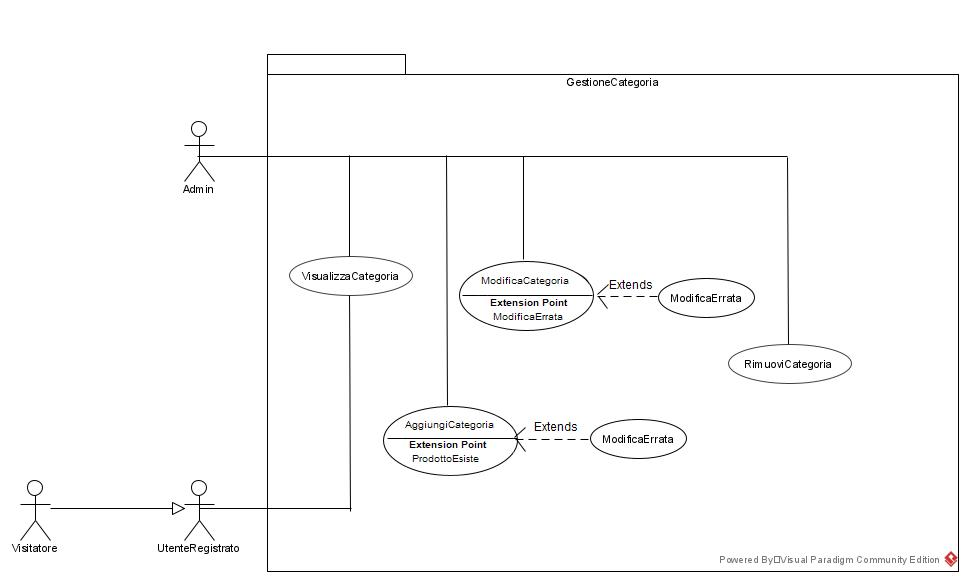 GestioneCategoria
Admin
VisualizzaCategoria
ModificaCategoria
Extension Point
ModificaErrata
Extends
ModificaErrata
RimuoviCategoria
AggiungiCategoria
Extension Point
ProdottoEsiste
Extends
ModificaErrata
Visitatore
UtenteRegistrato
Powered By Visual Paradigm Community Edition